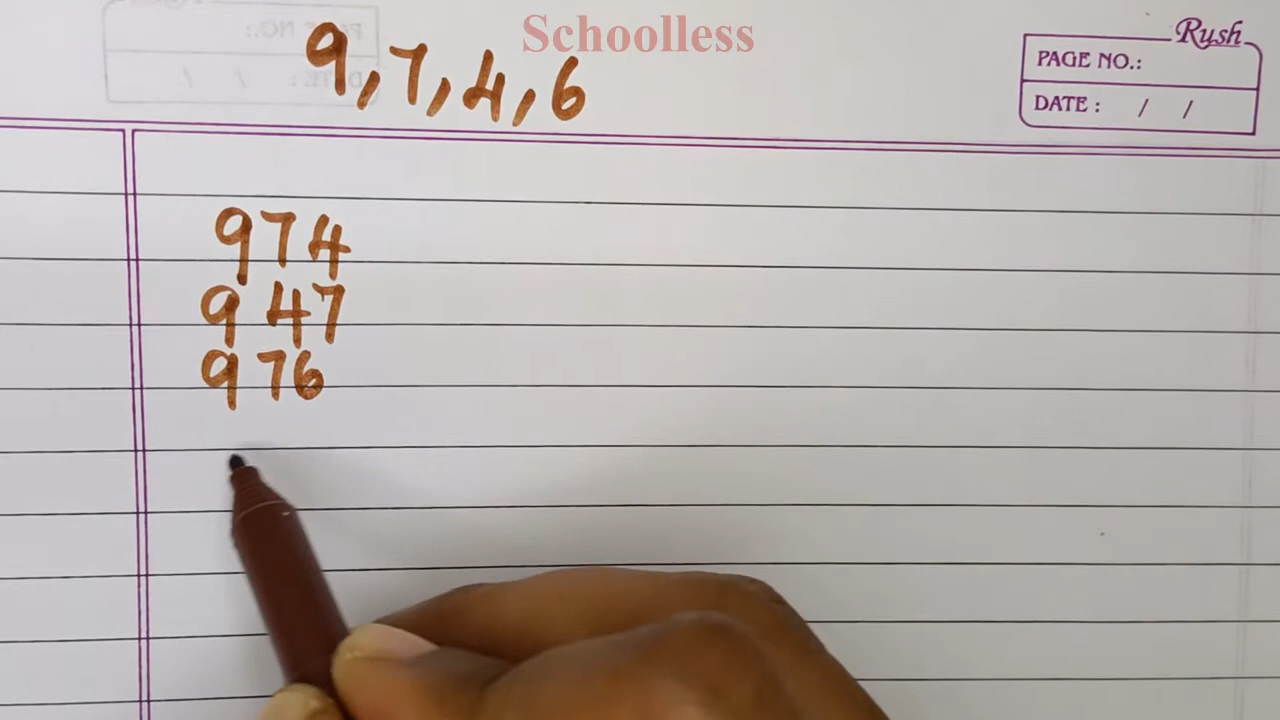 Schoolless
9,7,4,6
Rush
PAGE NO.:
DATE : / /
974
947
976